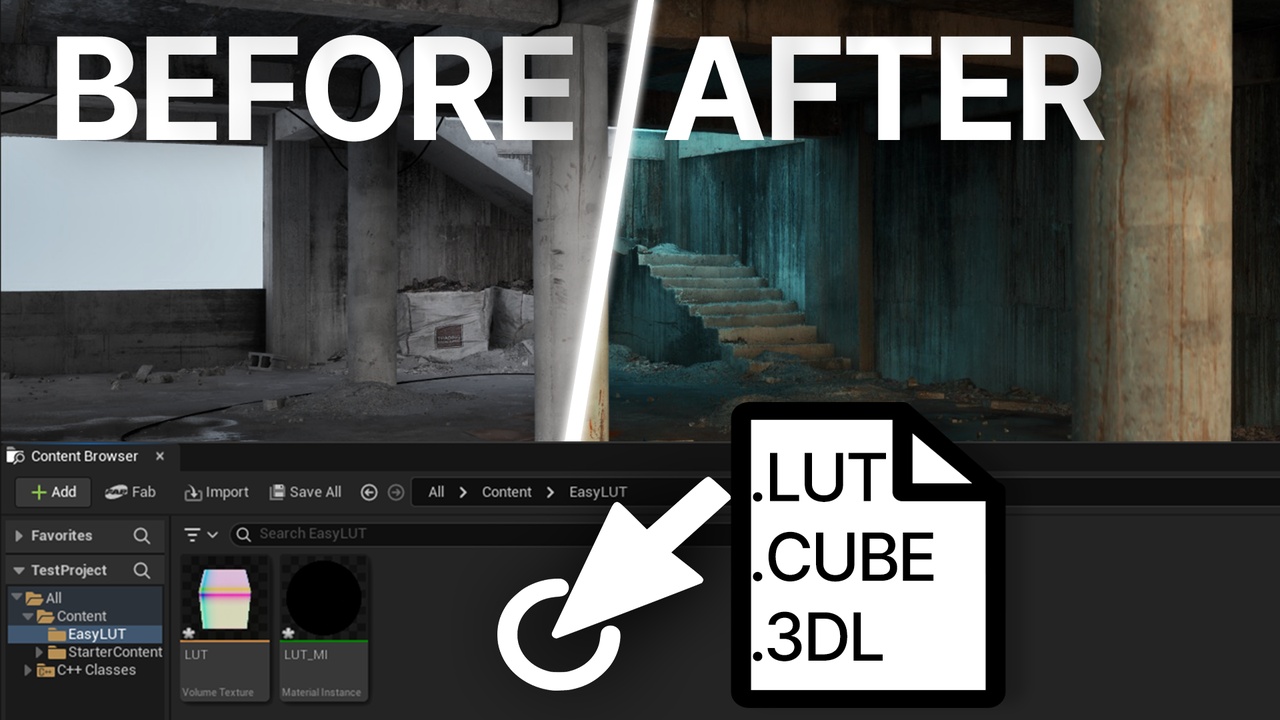 BEFORE AFTER
Content Browser
Add Fab Import Save All All Content EasyLUT
Favorites
Search EasyLUT
TestProject
All
Content
EasyLUT
StarterContent
C++ Classes
LUT
Volume Texture
LUT_MI
Material Instance
.LUT
.CUBE
.3DL